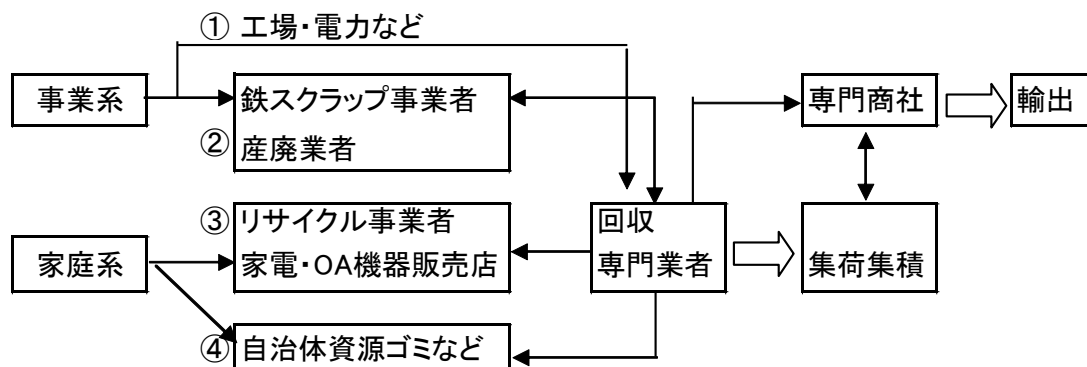 ① 工場・電力など
事業系
鉄スクラップ事業者
② 産廃業者
専門商社
輸出
③ リサイクル事業者
家電・OA機器販売店
家庭系
回収
専門業者
集荷集積
④ 自治体資源ゴミなど